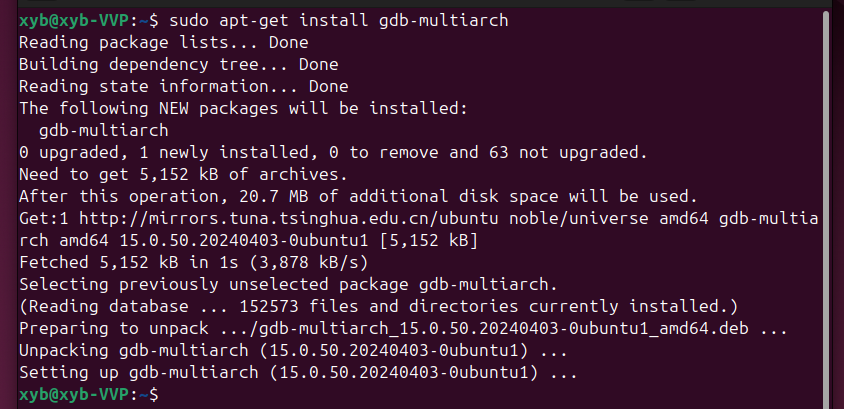 xyb@xyb-VVP:~$ sudo apt-get install gdb-multiarch
Reading package lists... Done
Building dependency tree... Done
Reading state information... Done
The following NEW packages will be installed:
  gdb-multiarch
0 upgraded, 1 newly installed, 0 to remove and 63 not upgraded.
Need to get 5,152 kB of archives.
After this operation, 20.7 MB of additional disk space will be used.
Get:1 http://mirrors.tuna.tsinghua.edu.cn/ubuntu noble/universe amd64 gdb-multia
rch amd64 15.0.50.20240403-0ubuntu1 [5,152 kB]
Fetched 5,152 kB in 1s (3,878 kB/s)
Selecting previously unselected package gdb-multiarch.
(Reading database ... 152573 files and directories currently installed.)
Preparing to unpack .../gdb-multiarch_15.0.50.20240403-0ubuntu1_amd64.deb ...
Unpacking gdb-multiarch (15.0.50.20240403-0ubuntu1) ...
Setting up gdb-multiarch (15.0.50.20240403-0ubuntu1) ...
xyb@xyb-VVP:~$